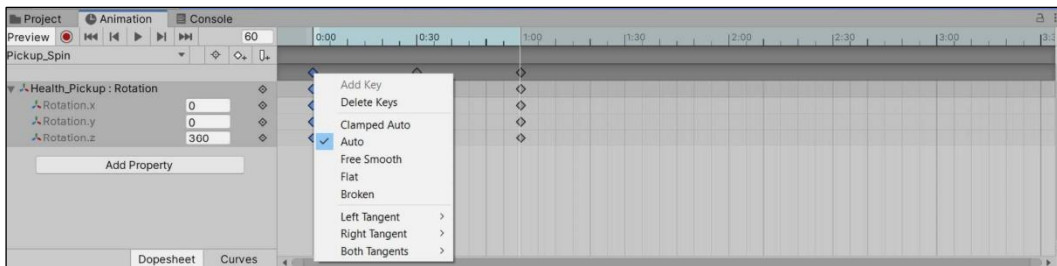 Project Animation Console
Preview 60 0:00 0:30 1:00 1:30 2:00 2:30 3:00
Pickup_Spin
Health_Pickup : Rotation
Rotation.x 0
Rotation.y 0
Rotation.z 360
Add Property
Add Key
Delete Keys
Clamped Auto
Auto
Free Smooth
Flat
Broken
Left Tangent
Right Tangent
Both Tangents
Dopesheet Curves